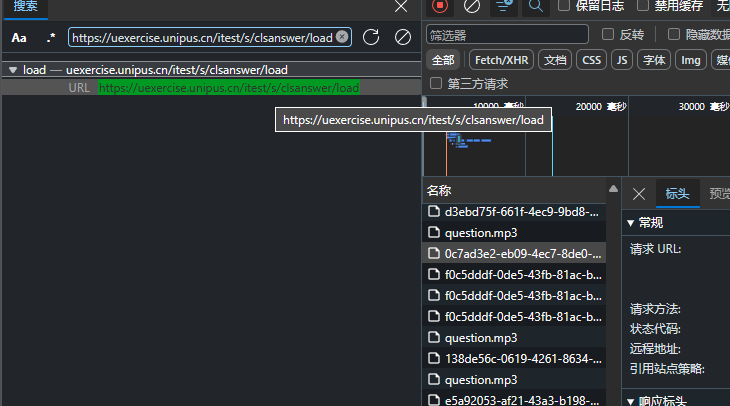 搜索
Aa .* https://uexercise.unipus.cn/itest/s/clsanswer/load
load — uexercise.unipus.cn/itest/s/clsanswer/load
URL https://uexercise.unipus.cn/itest/s/clsanswer/load
https://uexercise.unipus.cn/itest/s/clsanswer/load
保留日志 禁用缓存
筛选器 反转 隐藏数据
全部 Fetch/XHR 文档 CSS JS 字体 Img 媒
第三方请求
10000 毫秒 20000 毫秒 30000 毫秒
名称
d3ebd75f-661f-4ec9-9bd8-...
question.mp3
0c7ad3e2-eb09-4ec7-8de0-...
f0c5dddf-0de5-43fb-81ac-b...
f0c5dddf-0de5-43fb-81ac-b...
f0c5dddf-0de5-43fb-81ac-b...
question.mp3
138de56c-0619-4261-8634-...
question.mp3
e5a92053-af21-43a3-b198-...
标头 预览
常规
请求 URL:
请求方法:
状态代码:
远程地址:
引用站点策略:
响应标头